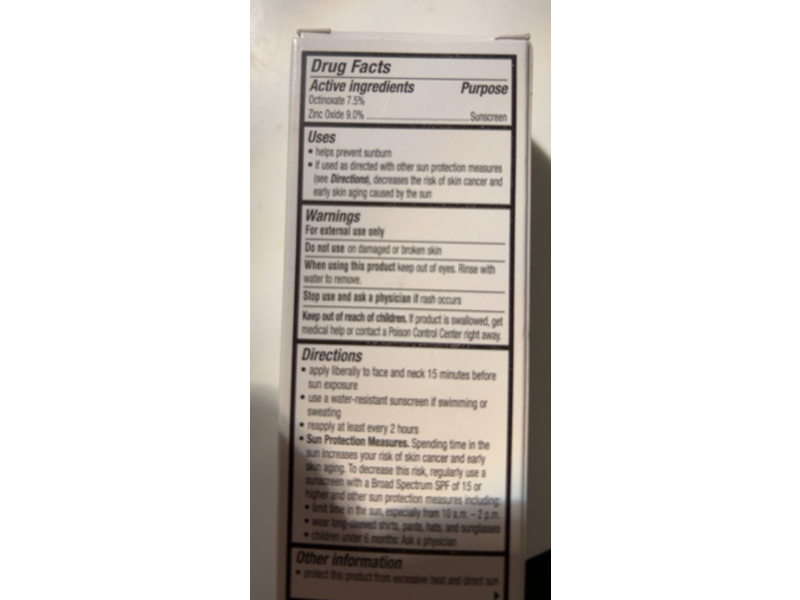 Drug Facts
Active ingredients Purpose
Octinoxate 7.5%
Zinc Oxide 9.0% Sunscreen
Uses
• helps prevent sunburn
• if used as directed with other sun protection measures
(see Directions), decreases the risk of skin cancer and
early skin aging caused by the sun
Warnings
For external use only
Do not use on damaged or broken skin
When using this product keep out of eyes. Rinse with
water to remove.
Stop use and ask a physician if rash occurs
Keep out of reach of children. If product is swallowed, get
medical help or contact a Poison Control Center right away.
Directions
• apply liberally to face and neck 15 minutes before
sun exposure
• use a water-resistant sunscreen if swimming or
sweating
• reapply at least every 2 hours
• Sun Protection Measures. Spending time in the
sun increases your risk of skin cancer and early
skin aging. To decrease this risk, regularly use a
sunscreen with a Broad Spectrum SPF of 15 or
higher and other sun protection measures including:
• limit time in the sun, especially from 10 a.m. – 2 p.m.
• wear long-sleeved shirts, pants, hats, and sunglasses
• children under 6 months: Ask a physician
Other information
• protect this product from excessive heat and direct sun